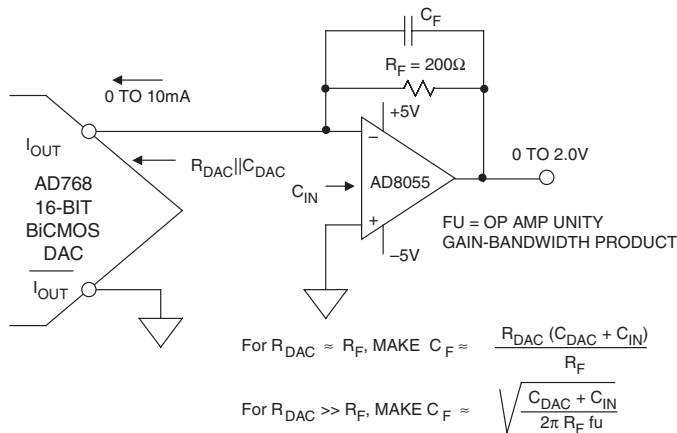 C_F
R_F = 200Ω
0 TO 10mA
+5V
–
I_OUT
R_DAC||C_DAC
0 TO 2.0V
AD768
16-BIT
BiCMOS
DAC
C_IN
AD8055
+
–5V
FU = OP AMP UNITY
GAIN-BANDWIDTH PRODUCT
I̅_O̅U̅T̅
For R_DAC ≈ R_F, MAKE C_F ≈ R_DAC (C_DAC + C_IN) / R_F
For R_DAC >> R_F, MAKE C_F ≈ √((C_DAC + C_IN) / (2π R_F fu))